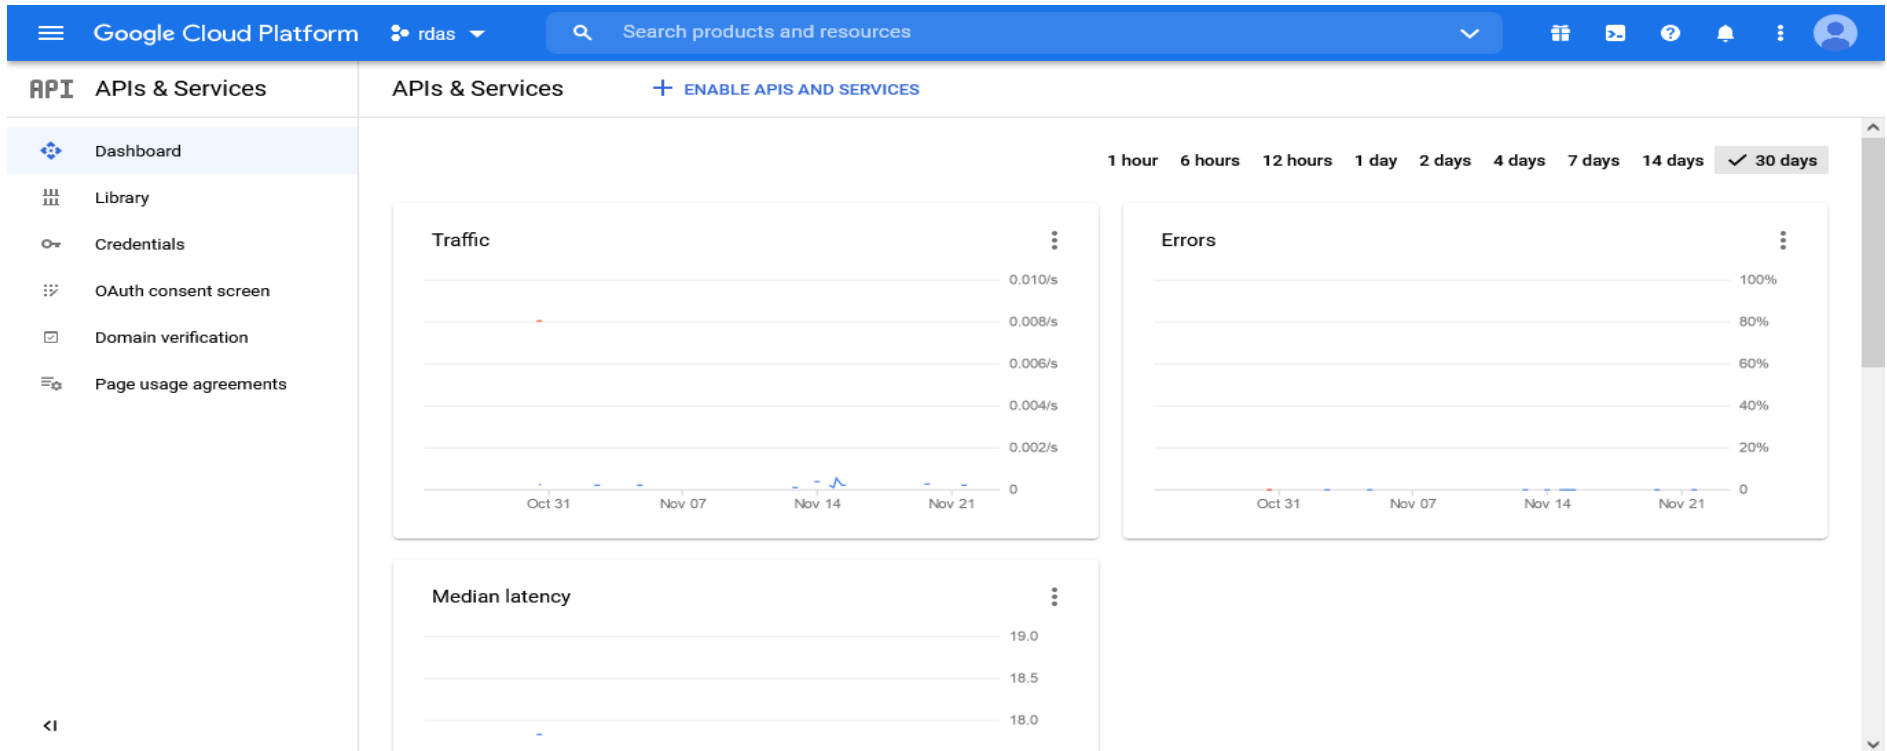 Google Cloud Platform rdas Search products and resources
API APIs & Services
APIs & Services ENABLE APIS AND SERVICES
Dashboard
Library
Credentials
OAuth consent screen
Domain verification
Page usage agreements
1 hour 6 hours 12 hours 1 day 2 days 4 days 7 days 14 days 30 days
Traffic
0.010/s
0.008/s
0.006/s
0.004/s
0.002/s
0
Oct 31 Nov 07 Nov 14 Nov 21
Errors
100%
80%
60%
40%
20%
0
Oct 31 Nov 07 Nov 14 Nov 21
Median latency
19.0
18.5
18.0